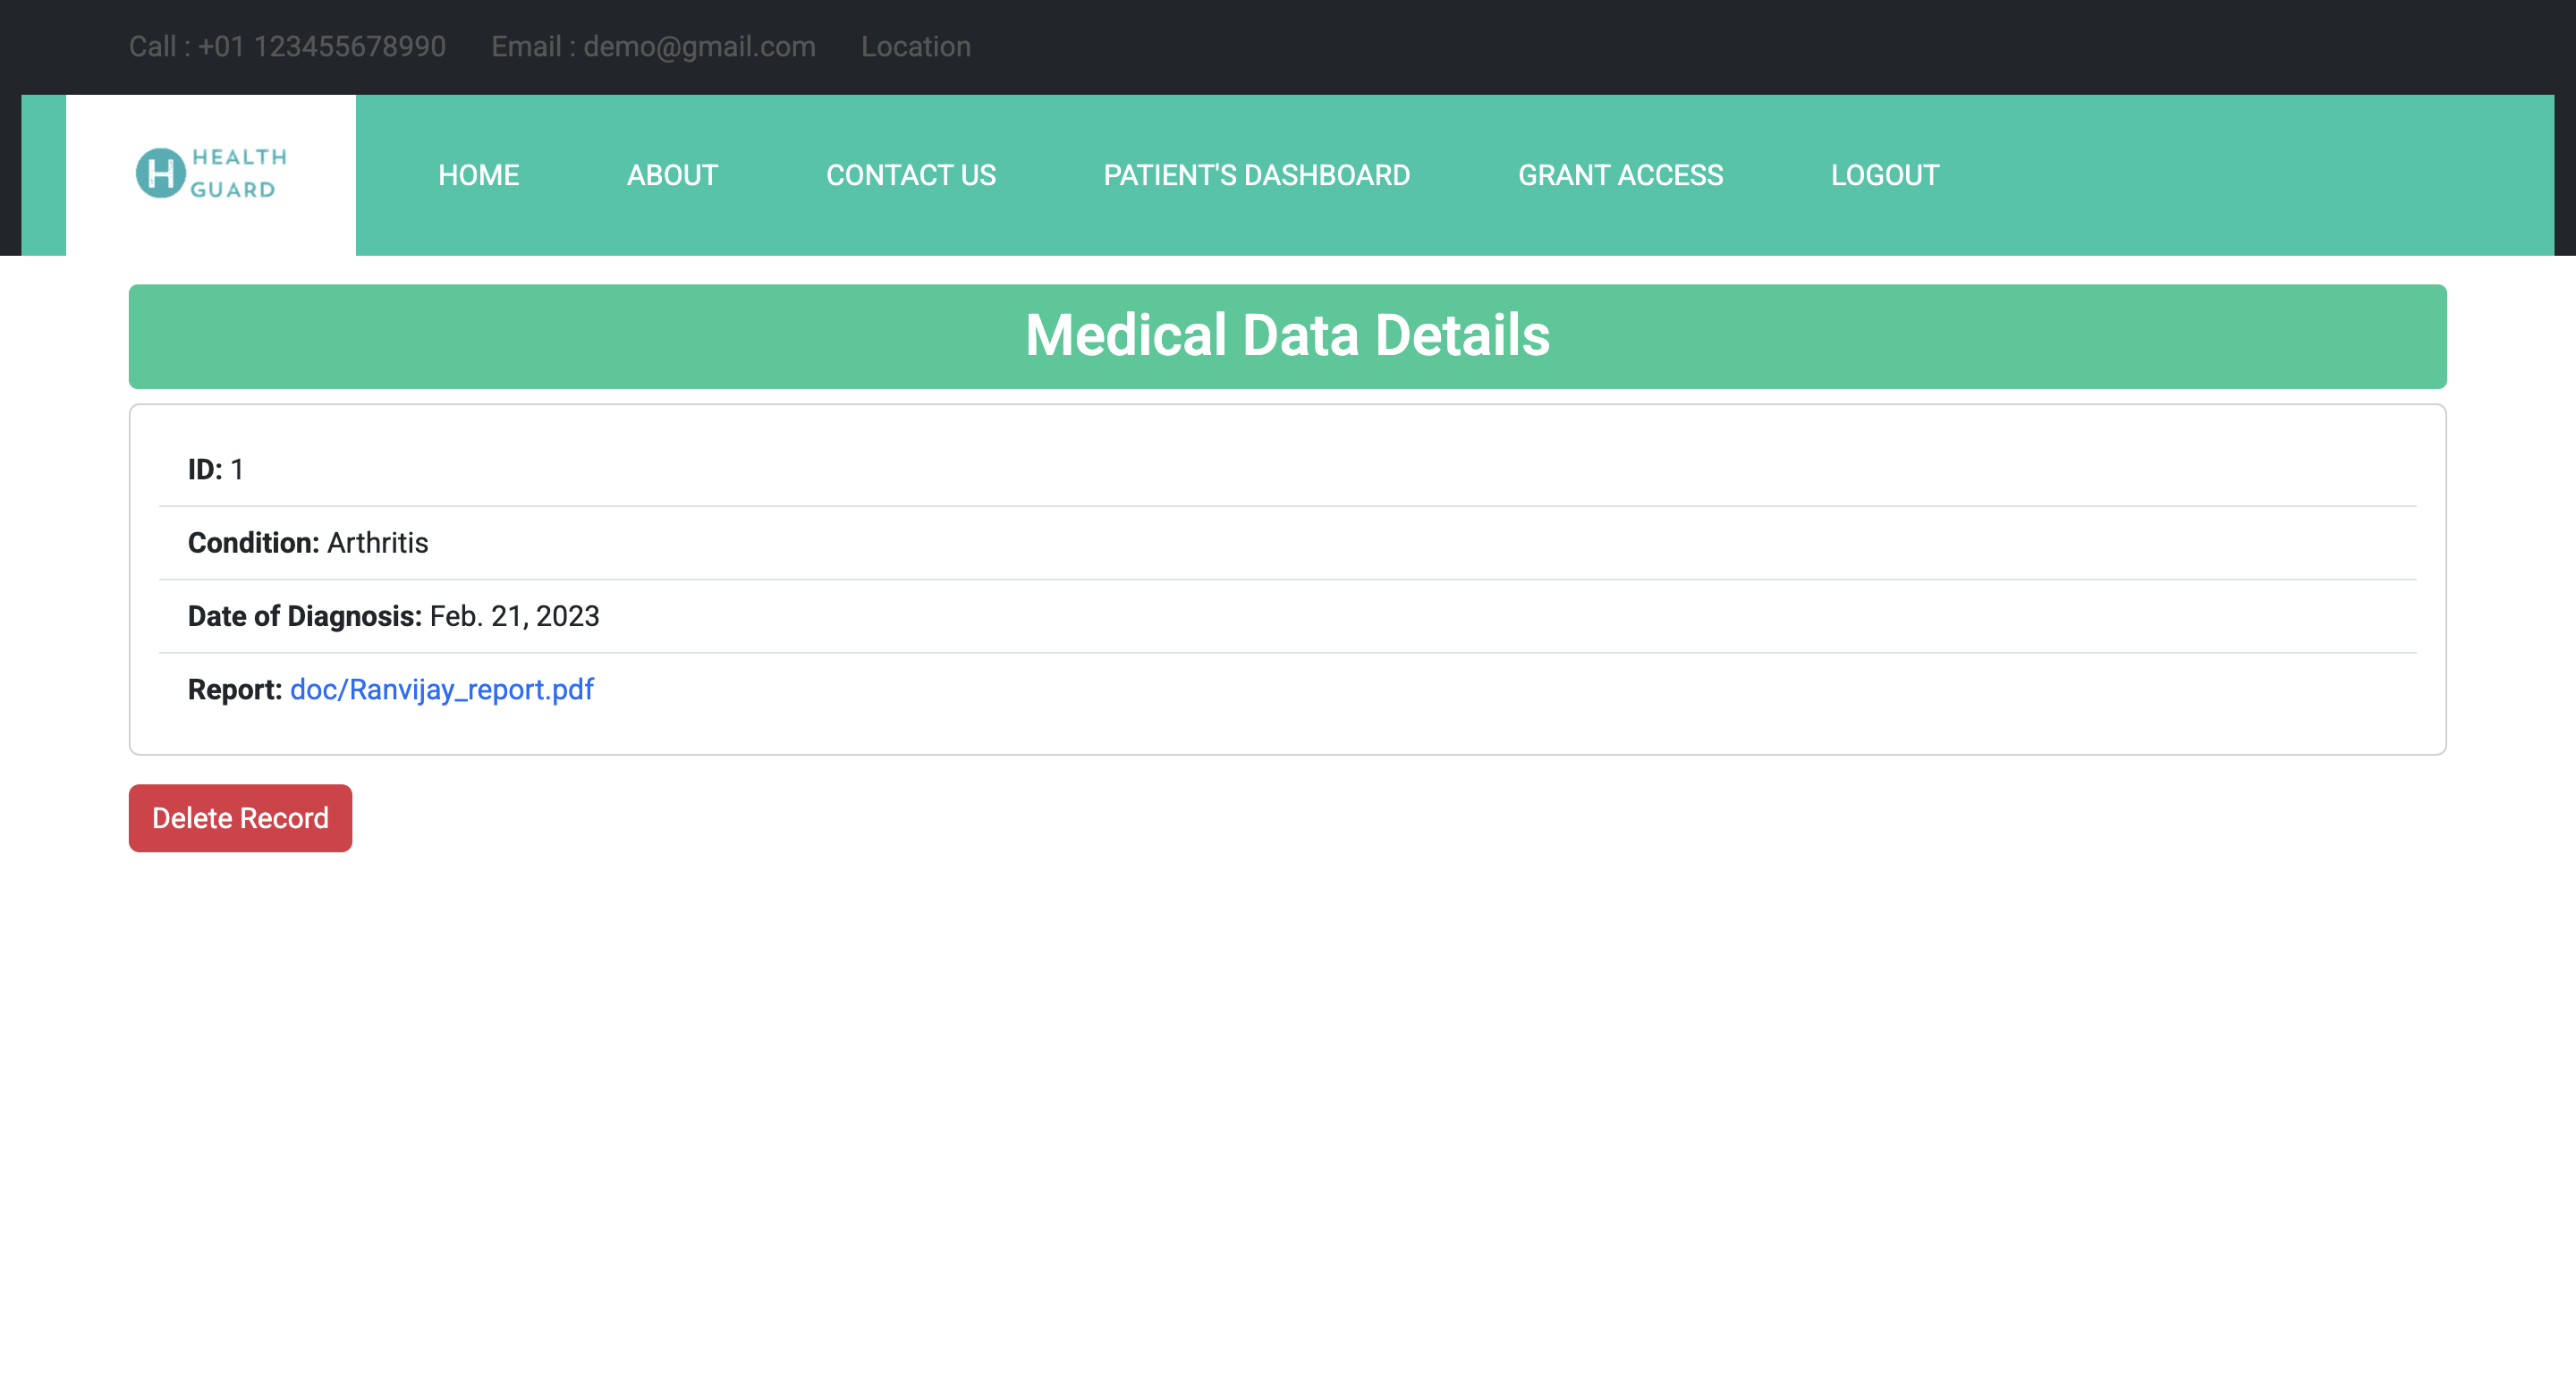 Call : +01 123455678990 Email : demo@gmail.com Location
HEALTH
GUARD
HOME ABOUT CONTACT US PATIENT'S DASHBOARD GRANT ACCESS LOGOUT
Medical Data Details
ID: 1
Condition: Arthritis
Date of Diagnosis: Feb. 21, 2023
Report: doc/Ranvijay_report.pdf
Delete Record